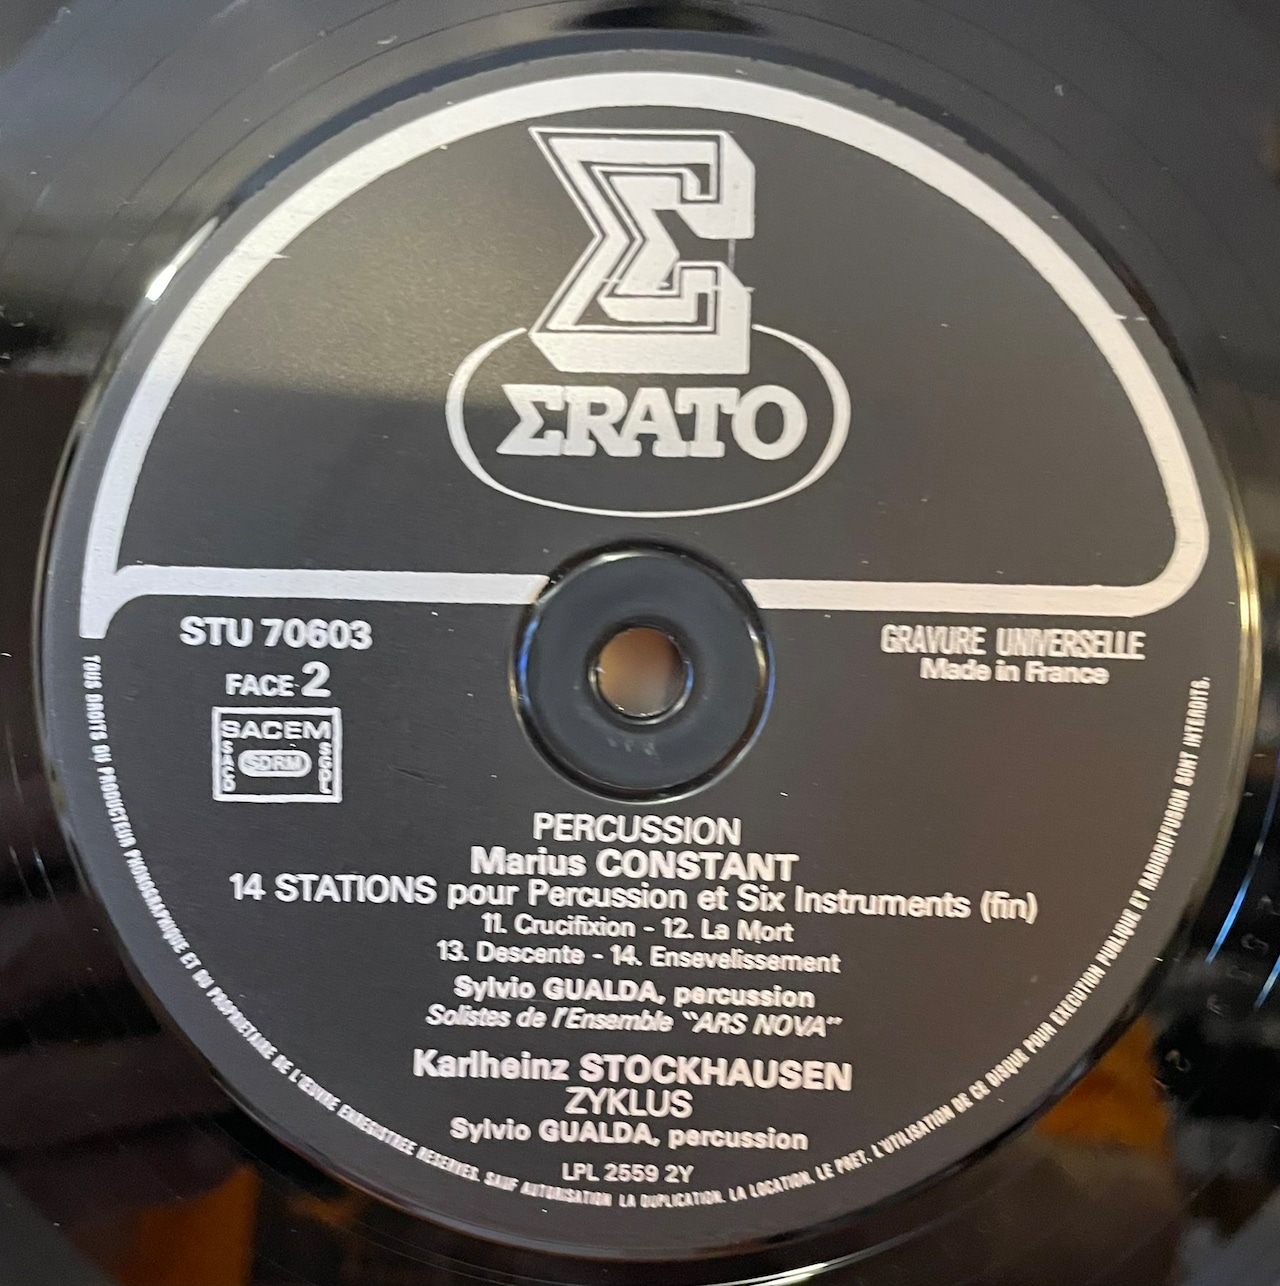 Σ
ΣRATO
STU 70603
FACE 2
SACEM
SACD
SDRM
SGDL
GRAVURE UNIVERSELLE
Made in France
PERCUSSION
Marius CONSTANT
14 STATIONS pour Percussion et Six Instruments (fin)
11. Crucifixion - 12. La Mort
13. Descente - 14. Ensevelissement
Sylvio GUALDA, percussion
Solistes de l'Ensemble "ARS NOVA"
Karlheinz STOCKHAUSEN
ZYKLUS
Sylvio GUALDA, percussion
LPL 2559 2Y
TOUS DROITS DU PRODUCTEUR PHONOGRAPHIQUE ET DU PROPRIETAIRE DE L'ŒUVRE ENREGISTREE RESERVES. SAUF AUTORISATION LA DUPLICATION, LA LOCATION, LE PRET, L'UTILISATION DE CE DISQUE POUR EXECUTION PUBLIQUE ET RADIODIFFUSION SONT INTERDITS.